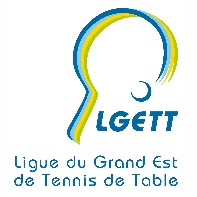 LGETT
Ligue du Grand Est
de Tennis de Table